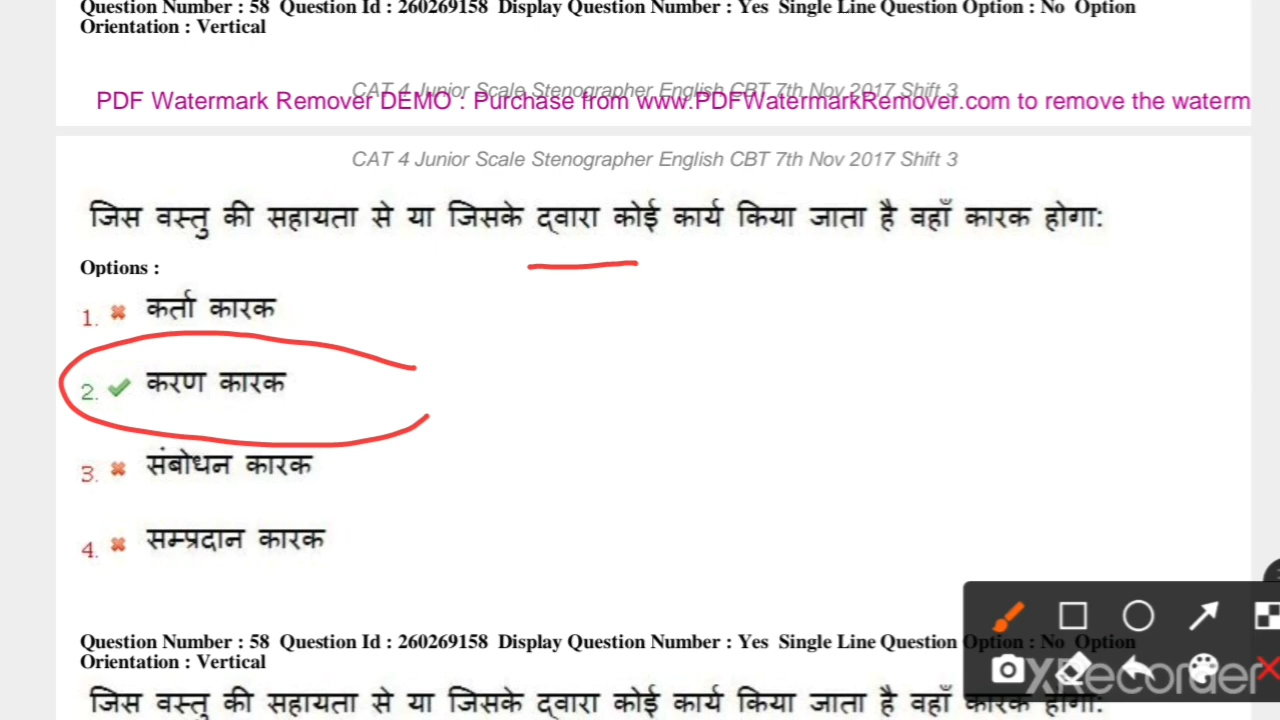 Question Number : 58 Question Id : 260269158 Display Question Number : Yes Single Line Question Option : No Option
Orientation : Vertical
CAT 4 Junior Scale Stenographer English CBT 7th Nov 2017 Shift 3
PDF Watermark Remover DEMO : Purchase from www.PDFWatermarkRemover.com to remove the waterm
CAT 4 Junior Scale Stenographer English CBT 7th Nov 2017 Shift 3
जिस वस्तु की सहायता से या जिसके द्वारा कोई कार्य किया जाता है वहाँ कारक होगा:
Options :
1. कर्ता कारक
2. करण कारक
3. संबोधन कारक
4. सम्प्रदान कारक
Question Number : 58 Question Id : 260269158 Display Question Number : Yes Single Line Question Option : No Option
Orientation : Vertical
XRecorder
जिस वस्तु की सहायता से या जिसके द्वारा कोई कार्य किया जाता है वहाँ कारक होगा: